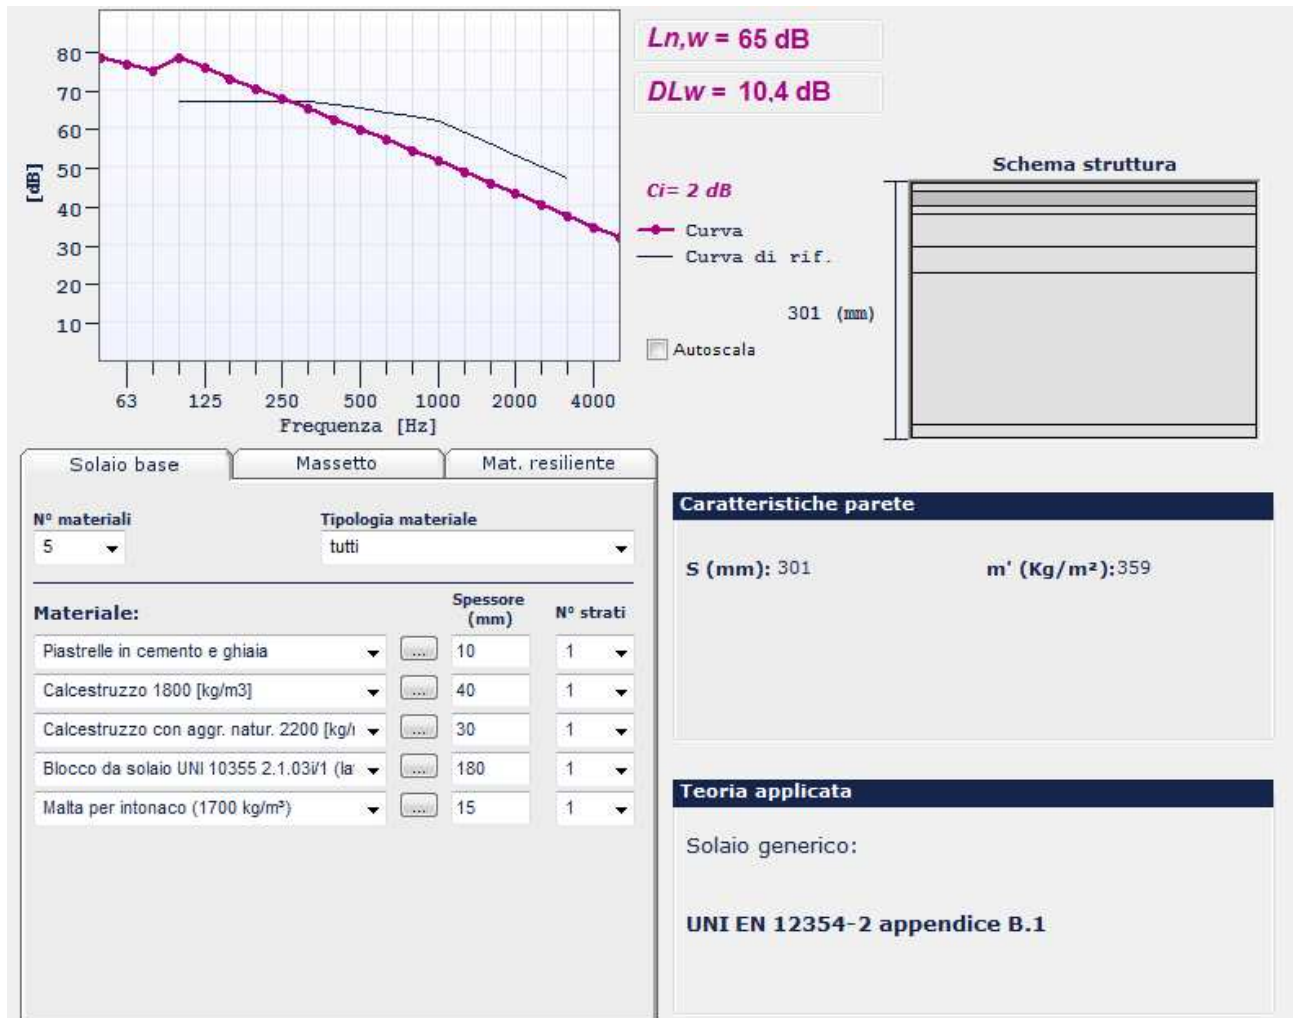 80
70
60
50
40
30
20
10
[dB]
63 125 250 500 1000 2000 4000
Frequenza [Hz]
Ln,w = 65 dB
DLw = 10,4 dB
Ci= 2 dB
Curva
Curva di rif.
Autoscala
Schema struttura
301 (mm)
Solaio base Massetto Mat. resiliente
N° materiali Tipologia materiale
5 tutti
Materiale: Spessore (mm) N° strati
Piastrelle in cemento e ghiaia ... 10 1
Calcestruzzo 1800 [kg/m3] ... 40 1
Calcestruzzo con aggr. natur. 2200 [kg/ ... 30 1
Blocco da solaio UNI 10355 2.1.03i/1 (la ... 180 1
Malta per intonaco (1700 kg/m³) ... 15 1
Caratteristiche parete
S (mm): 301 m' (Kg/m²):359
Teoria applicata
Solaio generico:
UNI EN 12354-2 appendice B.1